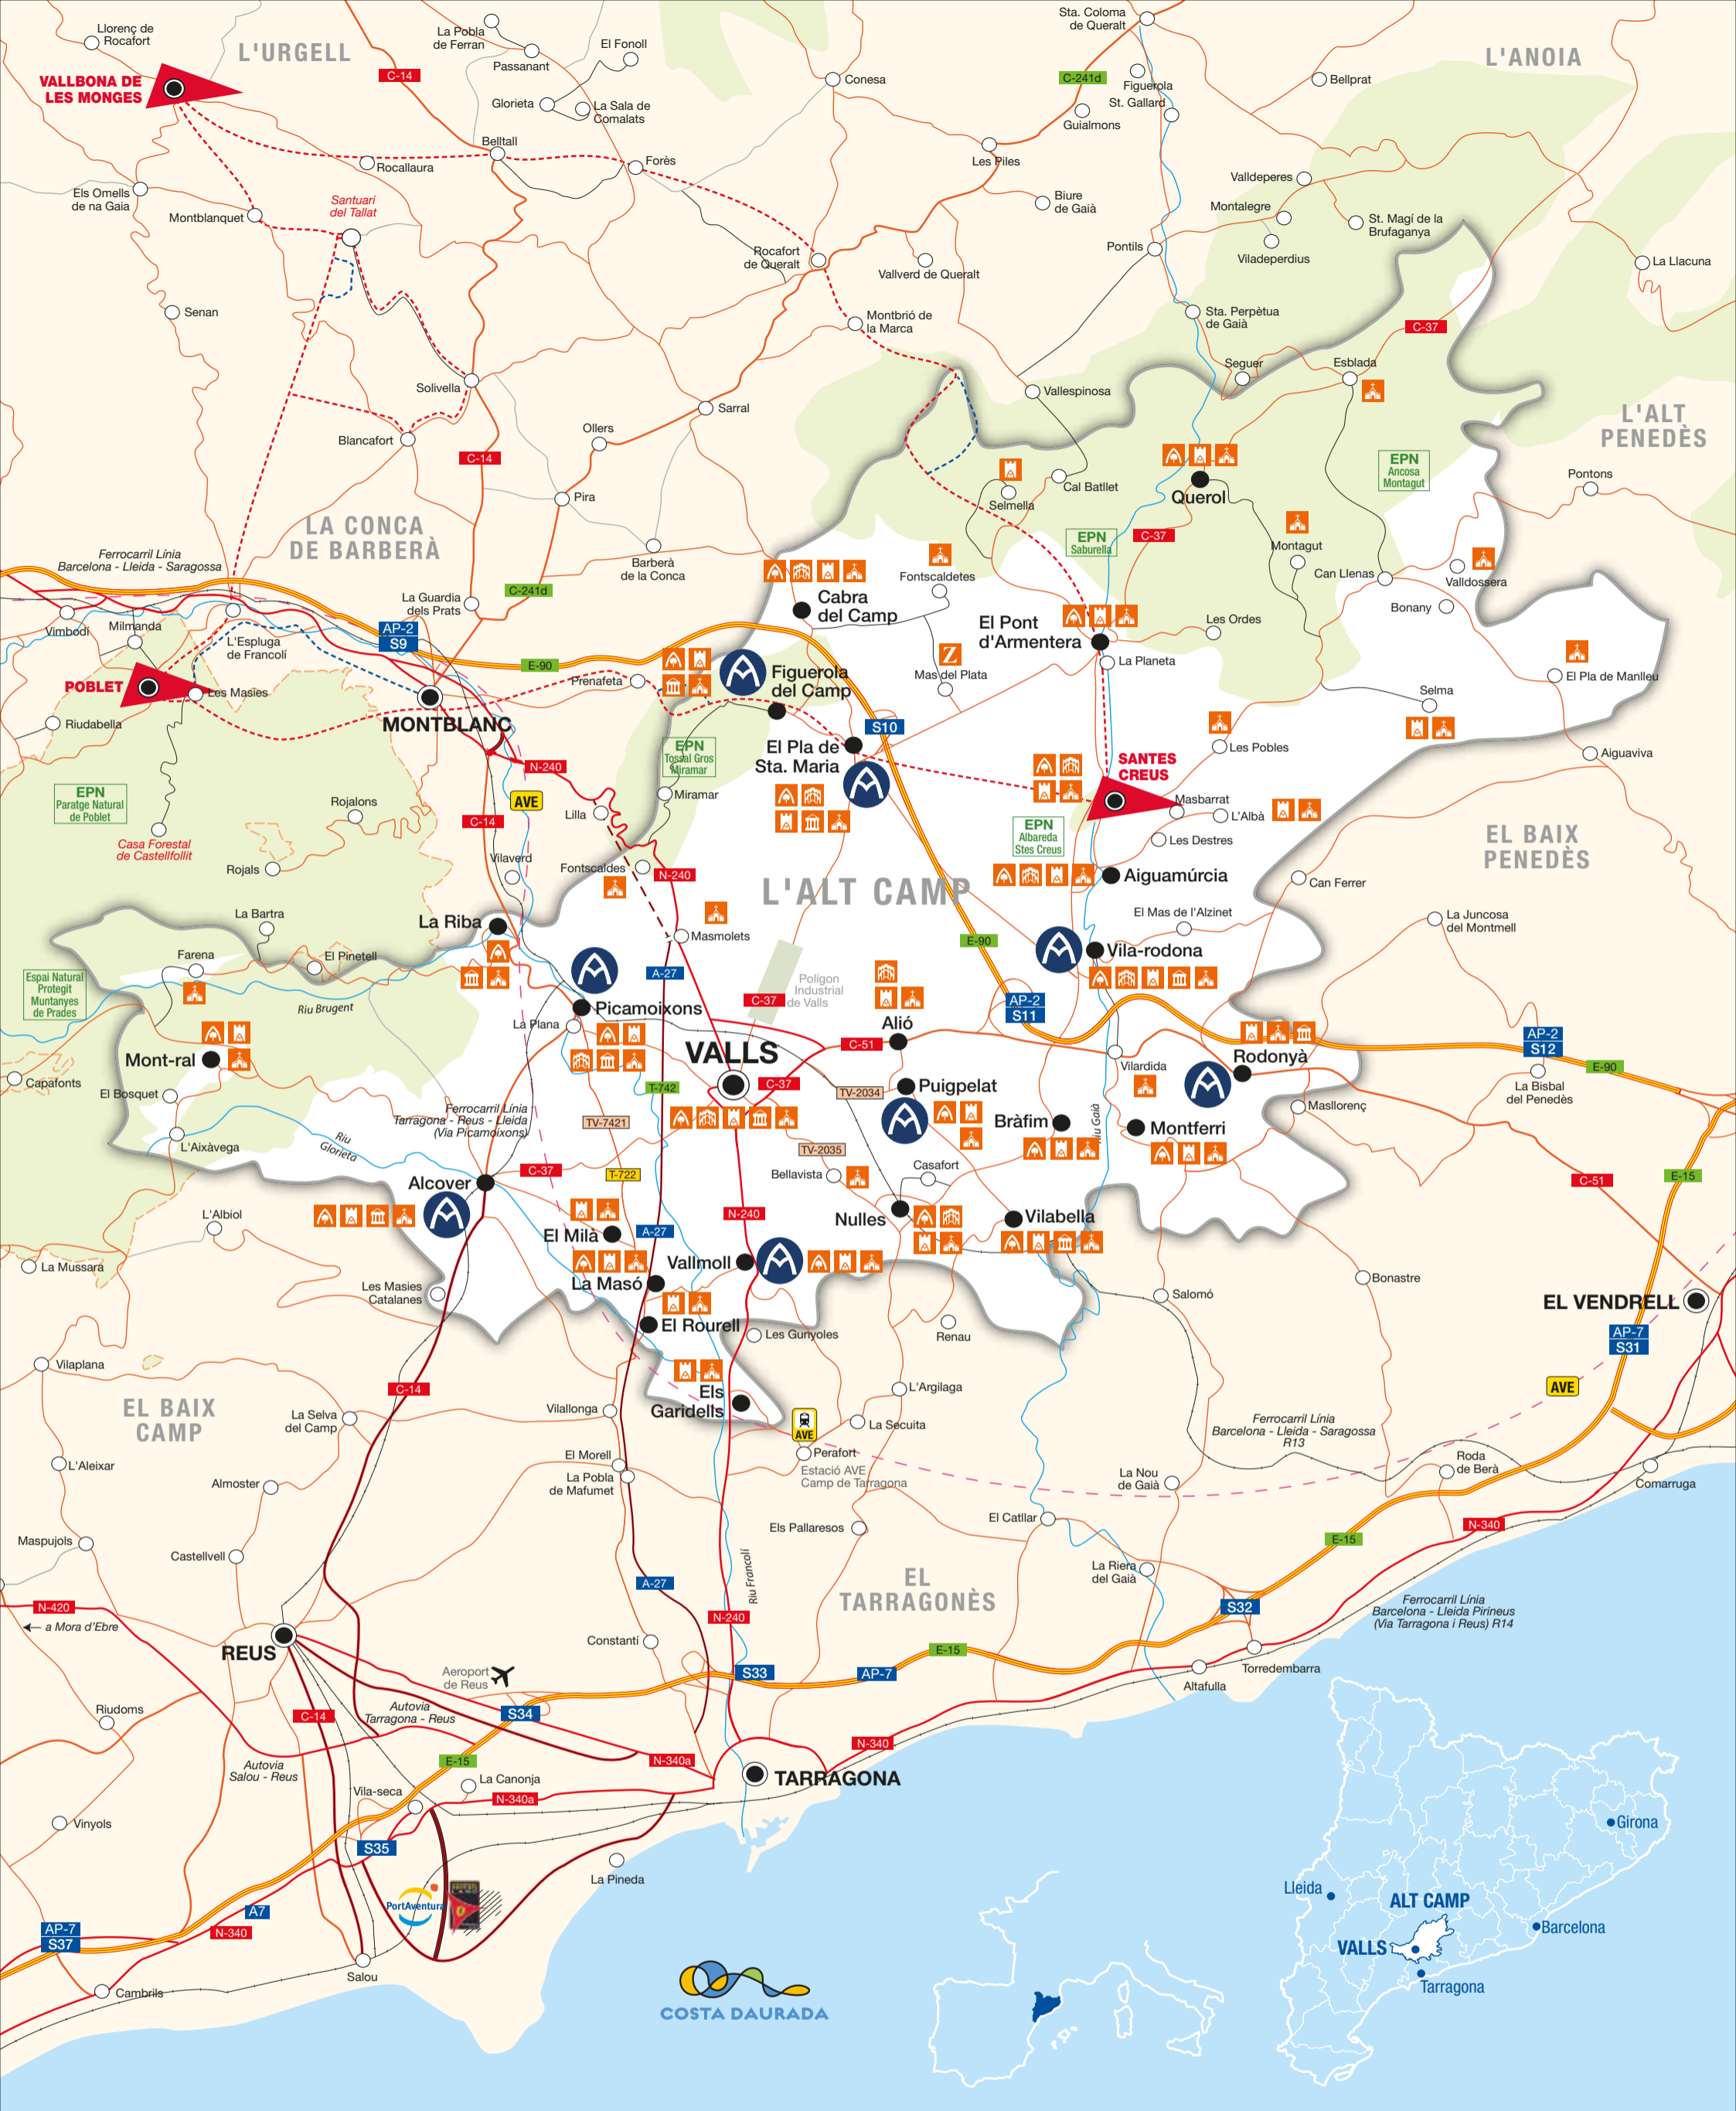 Llorenç de
Rocafort
L'URGELL
La Pobla
de Ferran
Passanant
El Fonoll
Sta. Coloma
de Queralt
L'ANOIA
VALLBONA DE
LES MONGES
C-14
Glorieta
La Sala de
Comalats
Conesa
C-241d
Figuerola
St. Gallard
Guialmons
Bellprat
Belltall
Rocallaura
Forès
Les Piles
Els Omells
de na Gaia
Montblanquet
Santuari
del Tallat
Biure
de Gaià
Valldeperes
Montalegre
St. Magí de la
Brufaganya
Viladeperdius
Pontils
Rocafort
de Queralt
Vallverd de Queralt
La Llacuna
Senan
Montbrió de
la Marca
Sta. Perpètua
de Gaià
C-37
Seguer
Esblada
Solivella
Sarral
Vallespinosa
L'ALT
PENEDÈS
Blancafort
Ollers
C-14
Pira
Selmella
Cal Batllet
Querol
EPN
Ancosa
Montagut
Pontons
LA CONCA
DE BARBERÀ
Ferrocarril Línia
Barcelona - Lleida - Saragossa
Barberà
de la Conca
EPN
Saburella
C-37
Montagut
Can Llenas
Valldossera
Bonany
Fontscaldetes
Cabra
del Camp
C-241d
La Guardia
dels Prats
Vimbodí
Milmanda
L'Espluga
de Francolí
AP-2
S9
E-90
El Pont
d'Armentera
Les Ordes
La Planeta
Z
Mas del Plata
POBLET
Les Masies
Riudabella
MONTBLANC
Prenafeta
Figuerola
del Camp
El Pla de Manlleu
Selma
S10
El Pla de
Sta. Maria
EPN
Tossal Gros
Miramar
Les Pobles
Aiguaviva
SANTES
CREUS
N-240
Miramar
EPN
Paratge Natural
de Poblet
AVE
Rojalons
Lilla
C-14
Casa Forestal
de Castellfollit
Masbarrat
L'Albà
EPN
Albareda
Stes Creus
Les Destres
EL BAIX
PENEDÈS
Rojals
Vilaverd
Fontscaldes
N-240
L'ALT CAMP
Aiguamúrcia
Can Ferrer
La Bartra
La Riba
Masmolets
El Mas de l'Alzinet
La Juncosa
del Montmell
Farena
El Pinetell
E-90
Vila-rodona
Espai Natural
Protegit
Muntanyes
de Prades
Riu Brugent
A-27
Polígon
Industrial
de Valls
C-37
Picamoixons
La Plana
AP-2
S11
Alió
C-51
Mont-ral
VALLS
Rodonyà
AP-2
S12
E-90
Vilardida
Capafonts
El Bosquet
T-742
C-37
TV-2034
Puigpelat
La Bisbal
del Penedès
Masllorenç
Ferrocarril Línia
Tarragona - Reus - Lleida
(Via Picamoixons)
TV-7421
Bràfim
Riu Gaià
Montferri
L'Aixàvega
Riu
Glorieta
TV-2035
Bellavista
Casafort
C-37
T-722
Alcover
C-51
E-15
L'Albiol
N-240
Nulles
Vilabella
El Milà
A-27
La Mussara
Vallmoll
La Masó
Les Masies
Catalanes
Bonastre
Salomó
EL VENDRELL
El Rourell
Les Gunyoles
Renau
AP-7
S31
Vilaplana
C-14
Els
Garidells
L'Argilaga
AVE
EL BAIX
CAMP
La Selva
del Camp
Vilallonga
AVE
La Secuita
Perafort
Estació AVE
Camp de Tarragona
Ferrocarril Línia
Barcelona - Lleida - Saragossa
R13
L'Aleixar
Almoster
El Morell
La Pobla
de Mafumet
La Nou
de Gaià
Roda
de Berà
Comarruga
Maspujols
Castellvell
Els Pallaresos
El Catllar
N-340
E-15
A-27
Riu Francolí
EL
TARRAGONÈS
La Riera
del Gaià
N-420
a Mora d'Ebre
N-240
S32
Ferrocarril Línia
Barcelona - Lleida Pirineus
(Via Tarragona i Reus) R14
REUS
Constantí
E-15
Torredembarra
Aeroport
de Reus
S33
AP-7
Altafulla
Riudoms
C-14
Autovia
Tarragona - Reus
S34
N-340
Autovia
Salou - Reus
E-15
N-340a
TARRAGONA
Vila-seca
La Canonja
N-340a
Vinyols
S35
Girona
La Pineda
Lleida
ALT CAMP
PortAventura
A7
AP-7
S37
N-340
Barcelona
VALLS
Salou
Tarragona
Cambrils
COSTA DAURADA